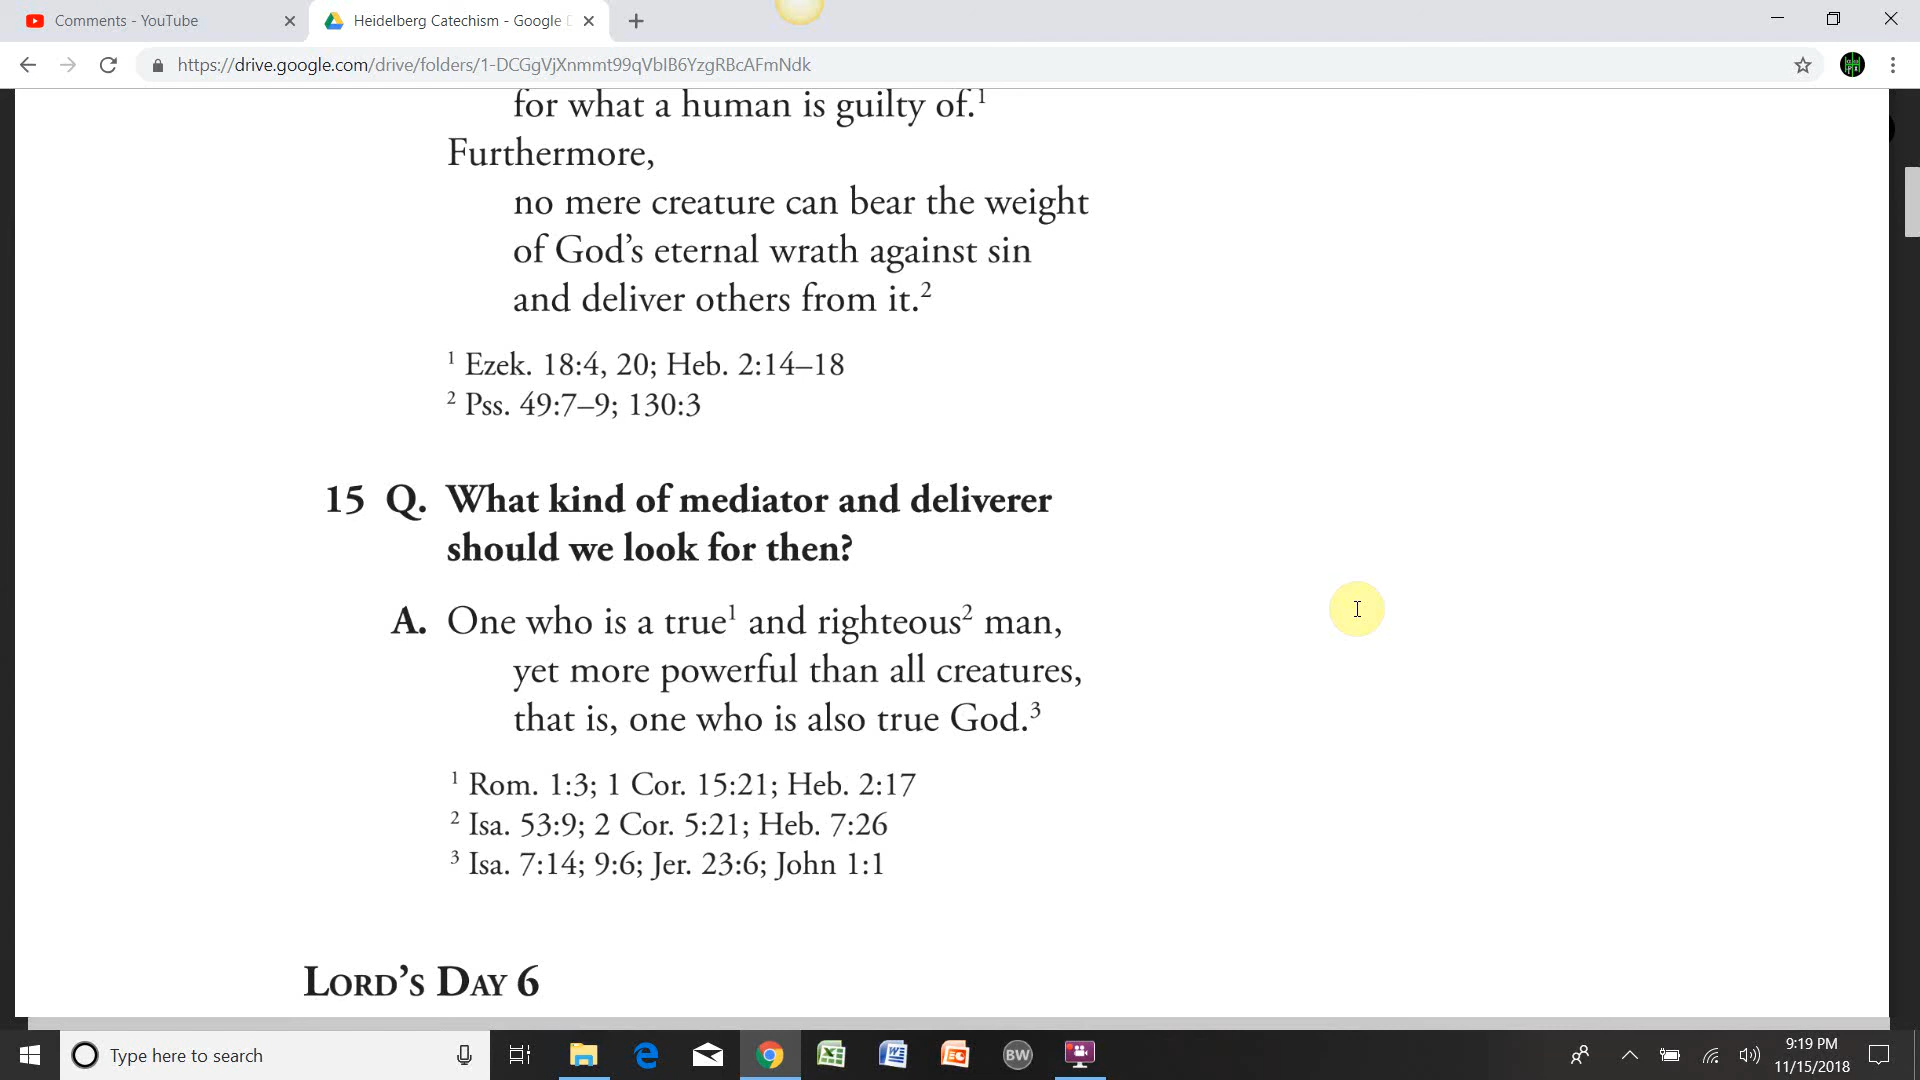 Comments - YouTube
Heidelberg Catechism - Google
https://drive.google.com/drive/folders/1-DCGgVjXnmmt99qVbIB6YzgRBcAFmNdk
for what a human is guilty of.¹
Furthermore,
no mere creature can bear the weight
of God’s eternal wrath against sin
and deliver others from it.²
¹ Ezek. 18:4, 20; Heb. 2:14–18
² Pss. 49:7–9; 130:3
15 Q. What kind of mediator and deliverer
should we look for then?
A. One who is a true¹ and righteous² man,
yet more powerful than all creatures,
that is, one who is also true God.³
¹ Rom. 1:3; 1 Cor. 15:21; Heb. 2:17
² Isa. 53:9; 2 Cor. 5:21; Heb. 7:26
³ Isa. 7:14; 9:6; Jer. 23:6; John 1:1
LORD’S DAY 6
Type here to search
BW
9:19 PM
11/15/2018